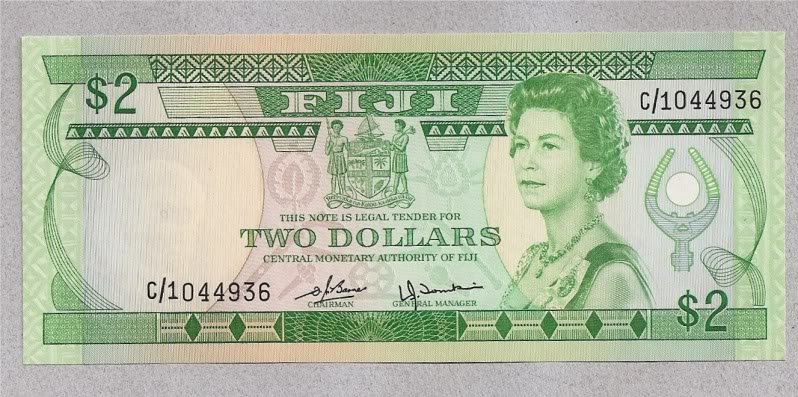 $2
FIJI
C/1044936
THIS NOTE IS LEGAL TENDER FOR
TWO DOLLARS
CENTRAL MONETARY AUTHORITY OF FIJI
C/1044936
CHAIRMAN
GENERAL MANAGER
$2